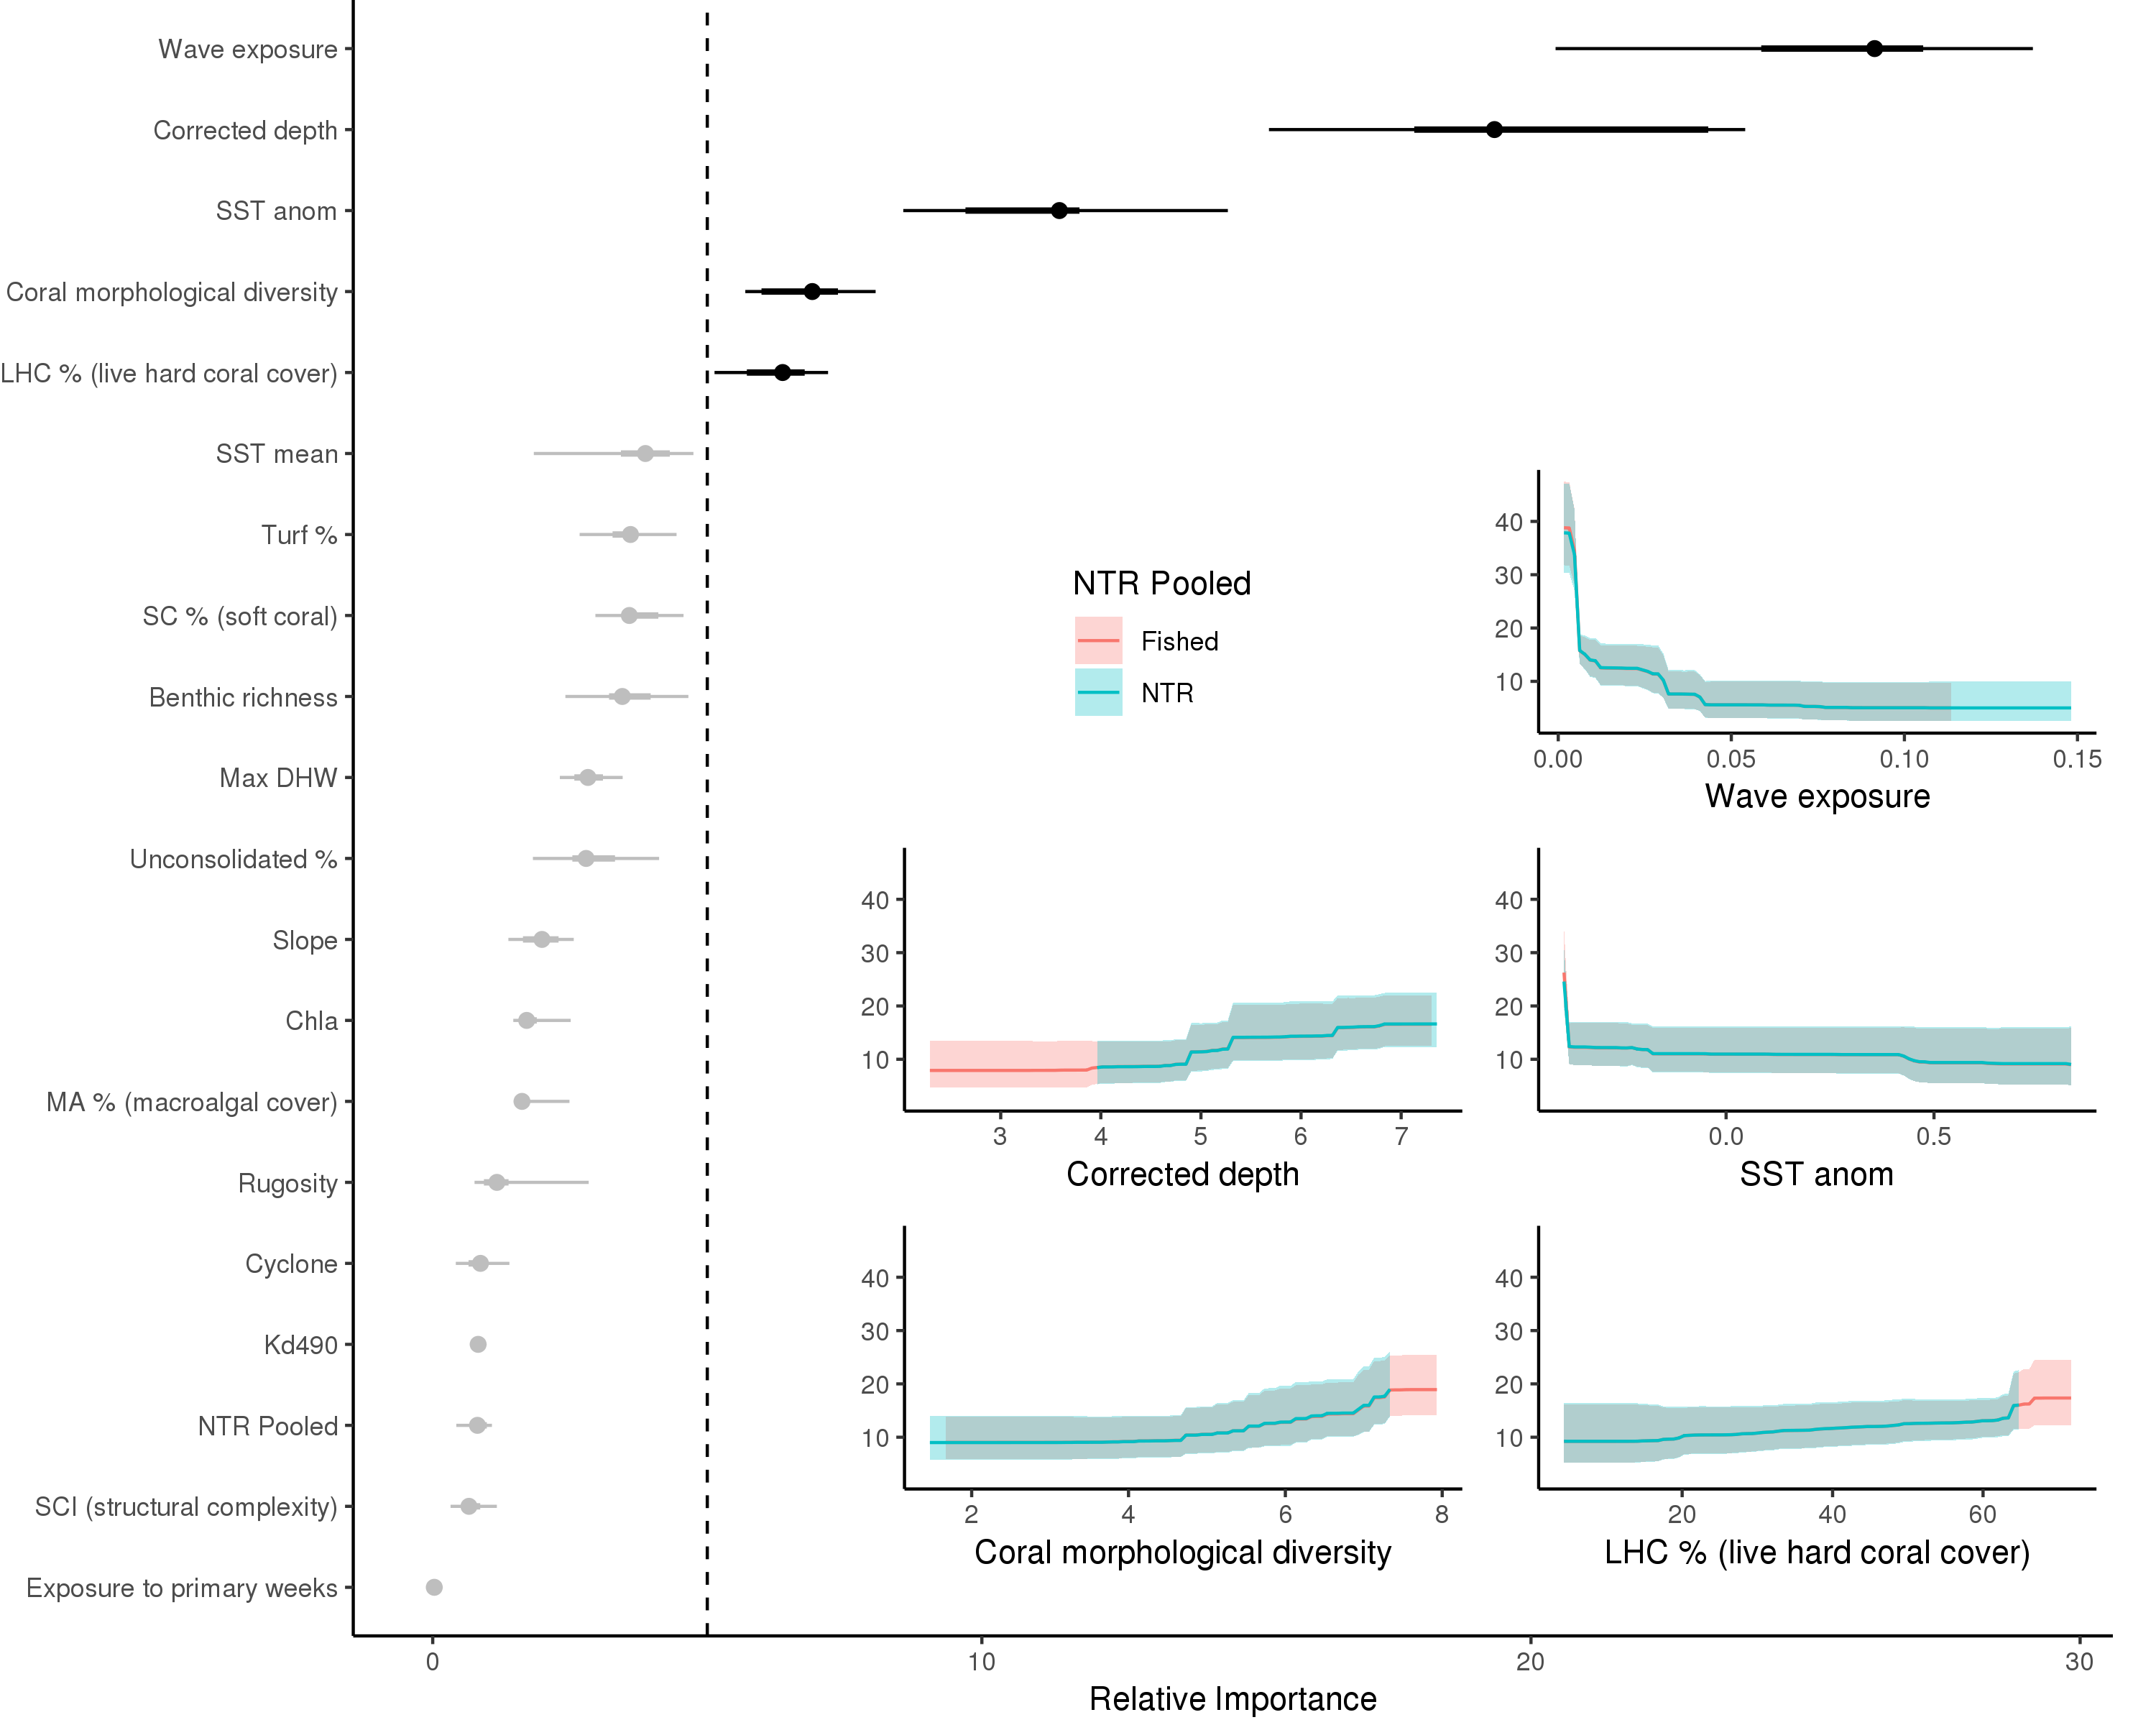 Wave exposure
Corrected depth
SST anom
Coral morphological diversity
LHC % (live hard coral cover)
SST mean
Turf %
SC % (soft coral)
Benthic richness
Max DHW
Unconsolidated %
Slope
Chla
MA % (macroalgal cover)
Rugosity
Cyclone
Kd490
NTR Pooled
SCI (structural complexity)
Exposure to primary weeks
0 10 20 30
Relative Importance
NTR Pooled
Fished
NTR
40
30
20
10
0.00 0.05 0.10 0.15
Wave exposure
40
30
20
10
3 4 5 6 7
Corrected depth
40
30
20
10
0.0 0.5
SST anom
40
30
20
10
2 4 6 8
Coral morphological diversity
40
30
20
10
20 40 60
LHC % (live hard coral cover)